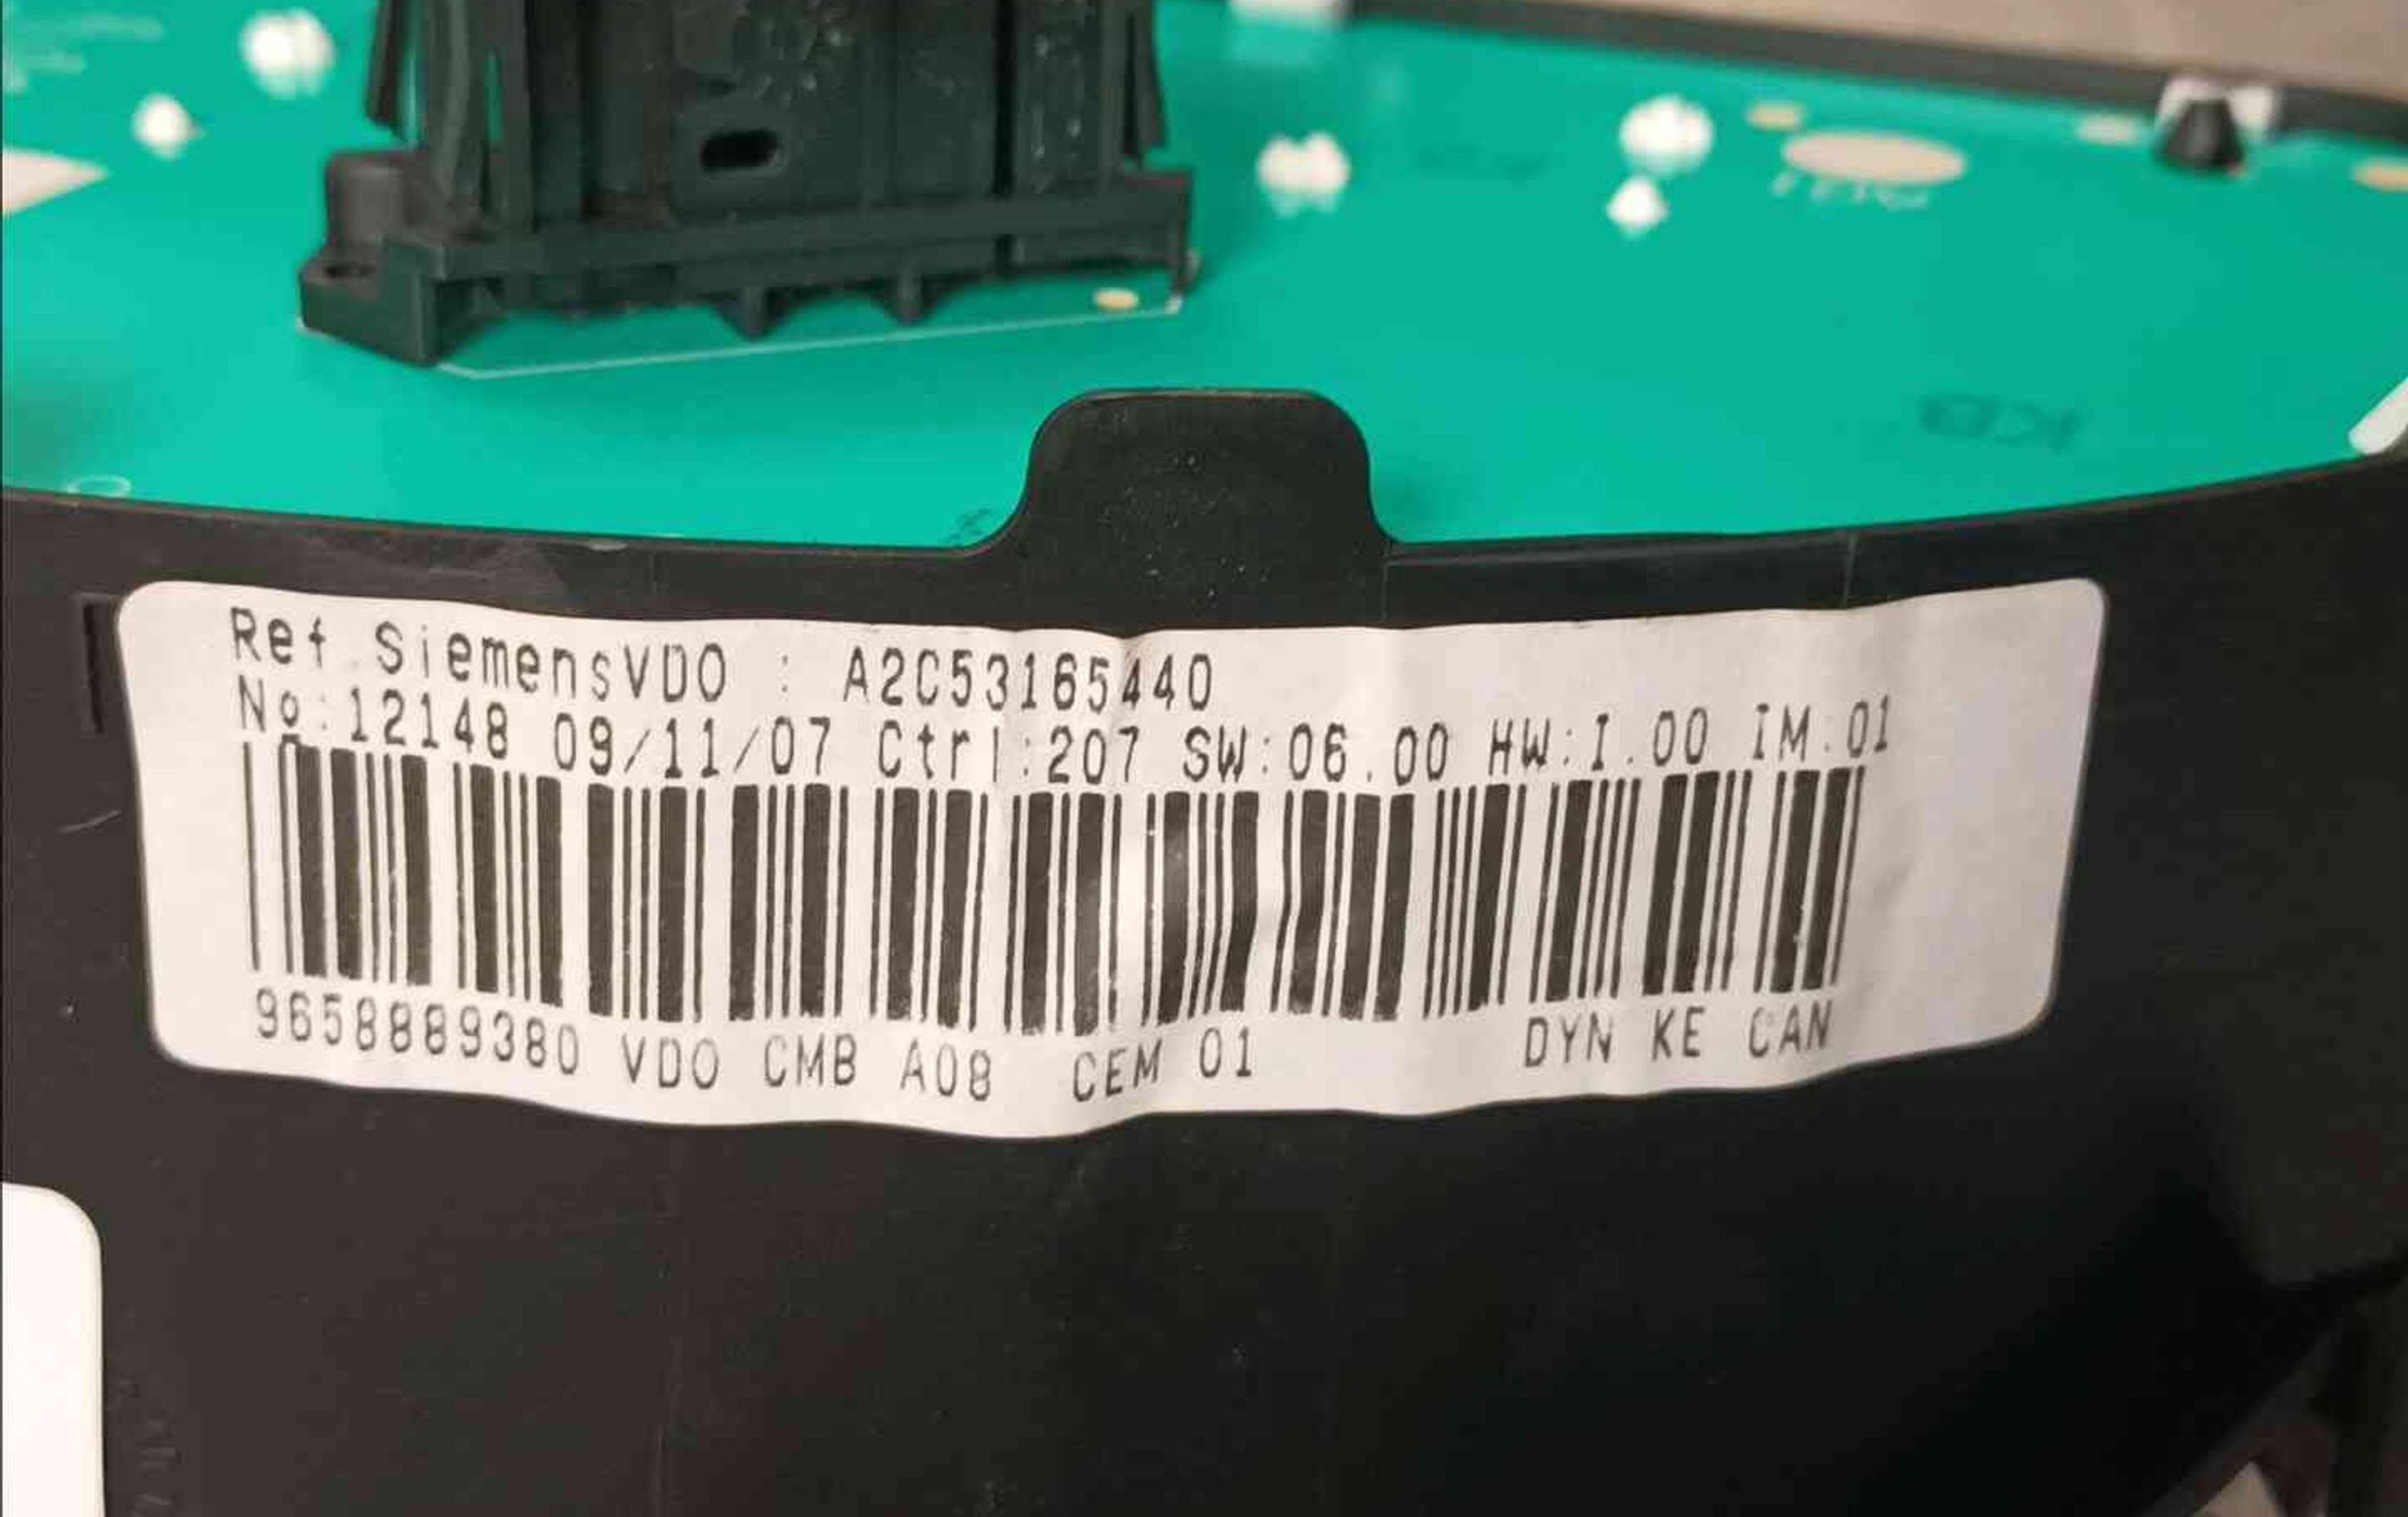 Ref SiemensVDO : A2C53165440
No:12148 09/11/07 Ctrl:207 SW:06.00 HW:I.00 IM.01
9658889380 VDO CMB A08 CEM 01 DYN KE CAN